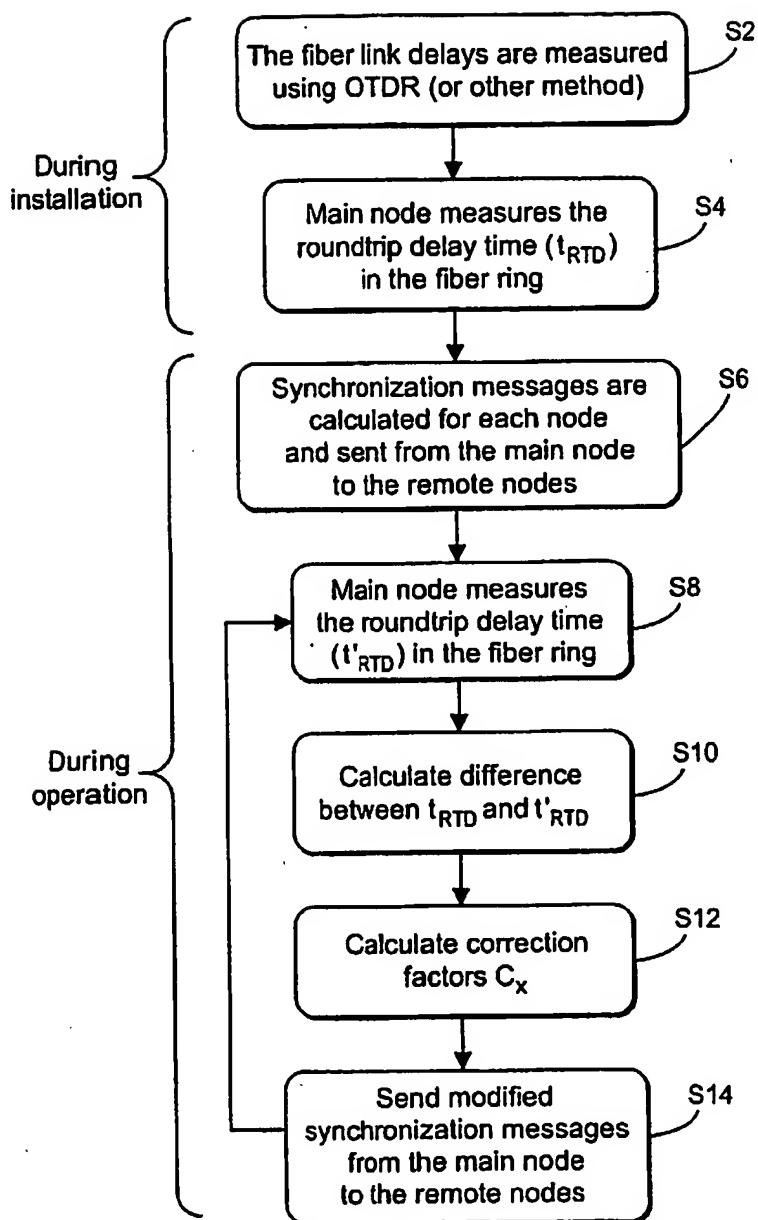 The fiber link delays are measured
using OTDR (or other method)
S2
During
installation
Main node measures the
roundtrip delay time (tRTD)
in the fiber ring
S4
Synchronization messages are
calculated for each node
and sent from the main node
to the remote nodes
S6
Main node measures
the roundtrip delay time
(t'RTD) in the fiber ring
S8
During
operation
Calculate difference
between tRTD and t'RTD
S10
Calculate correction
factors Cx
S12
Send modified
synchronization messages
from the main node
to the remote nodes
S14